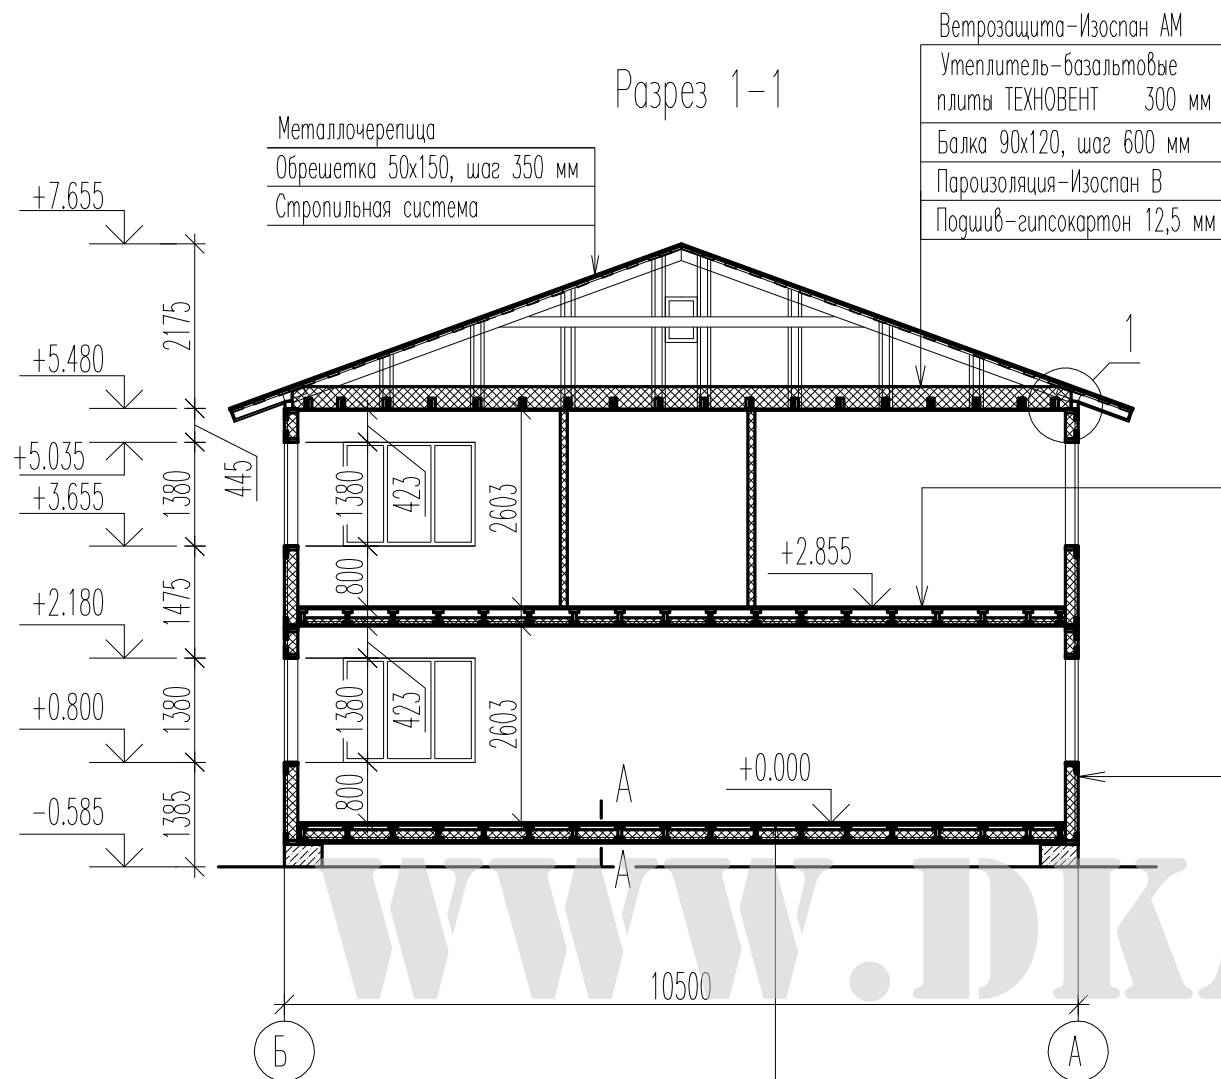 Ветрозащита-Изоспан АМ
Утеплитель-базальтовые
плиты ТЕХНОВЕНТ 300 мм
Балка 90х120, шаг 600 мм
Пароизоляция-Изоспан В
Подшив-гипсокартон 12,5 мм
Разрез 1-1
Металлочерепица
Обрешетка 50х150, шаг 350 мм
Стропильная система
+7.655
2175
+5.480
1
+5.035
445
+3.655
1380
1380
423
2603
800
+2.855
1475
+2.180
1380
+0.800
1380
423
2603
800
+0.000
А
-0.585
1385
А
WWW.DKA
10500
Б
А